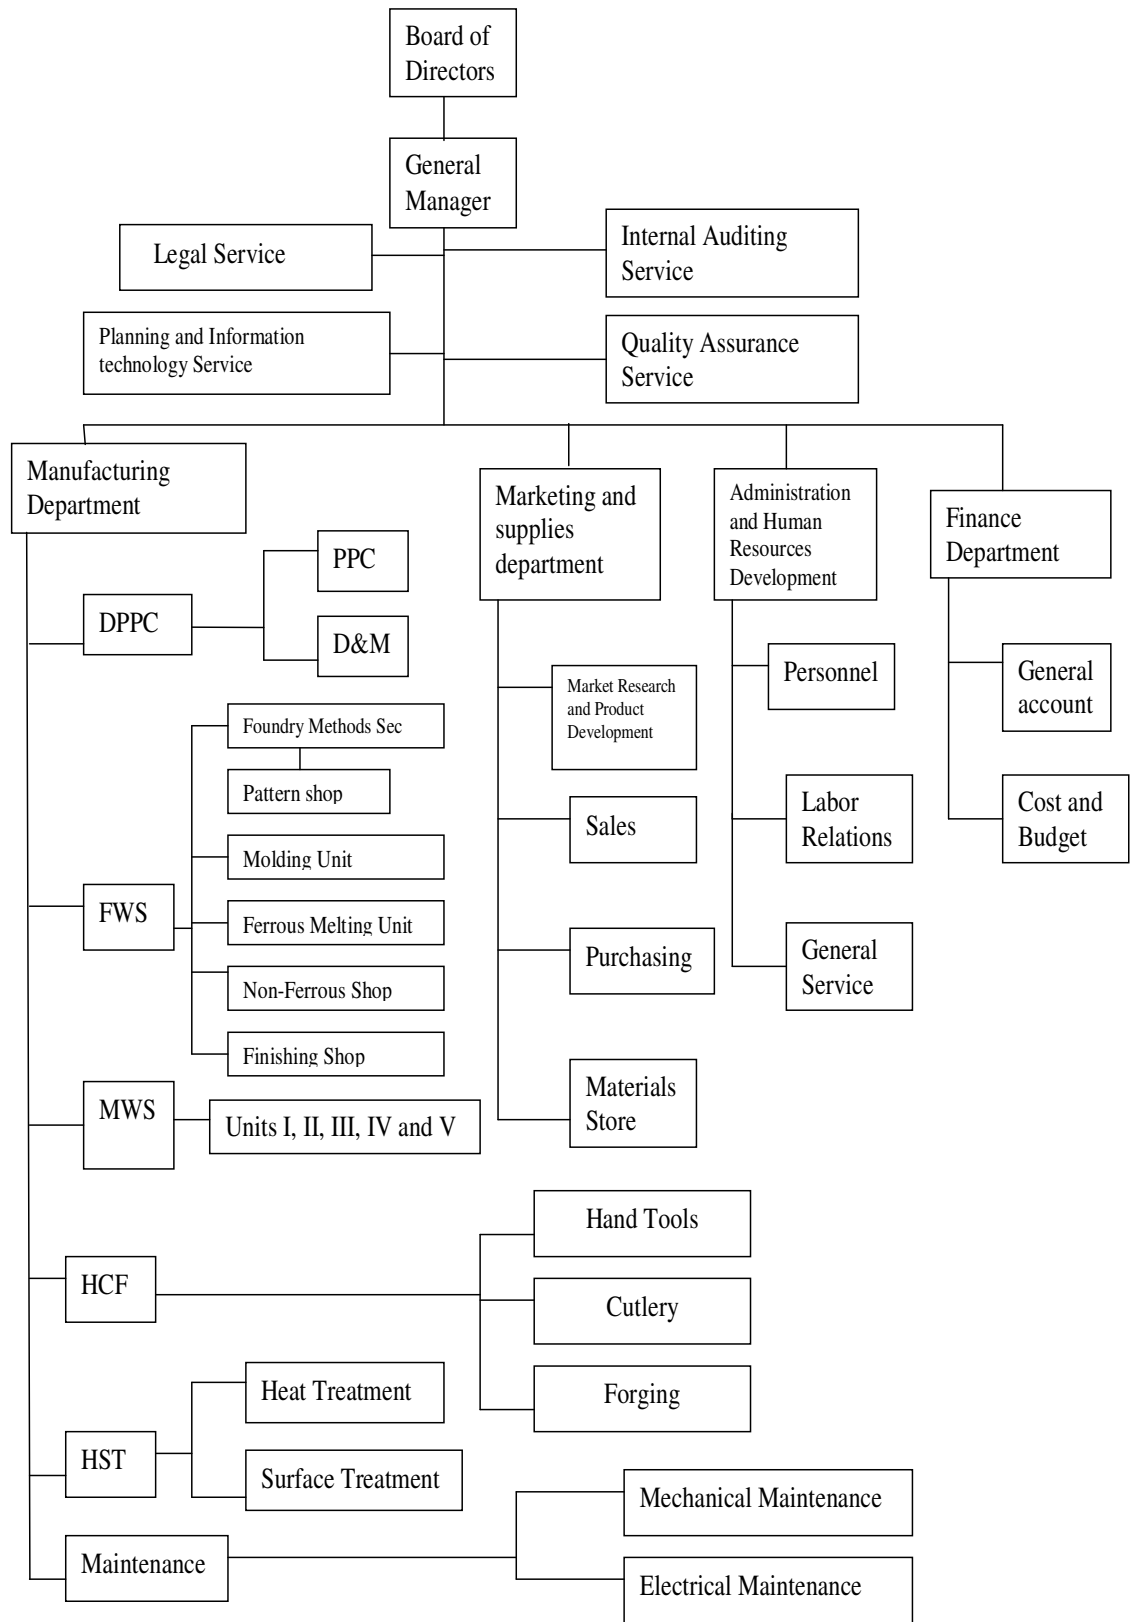 Board of
Directors
General
Manager
Legal Service
Internal Auditing
Service
Planning and Information
technology Service
Quality Assurance
Service
Manufacturing
Department
Marketing and
supplies
department
Administration
and Human
Resources
Development
Finance
Department
DPPC
PPC
D&M
FWS
Foundry Methods Sec
Pattern shop
Molding Unit
Ferrous Melting Unit
Non-Ferrous Shop
Finishing Shop
MWS
Units I, II, III, IV and V
HCF
Hand Tools
Cutlery
Forging
HST
Heat Treatment
Surface Treatment
Maintenance
Mechanical Maintenance
Electrical Maintenance
Market Research
and Product
Development
Sales
Purchasing
Materials
Store
Personnel
Labor
Relations
General
Service
General
account
Cost and
Budget